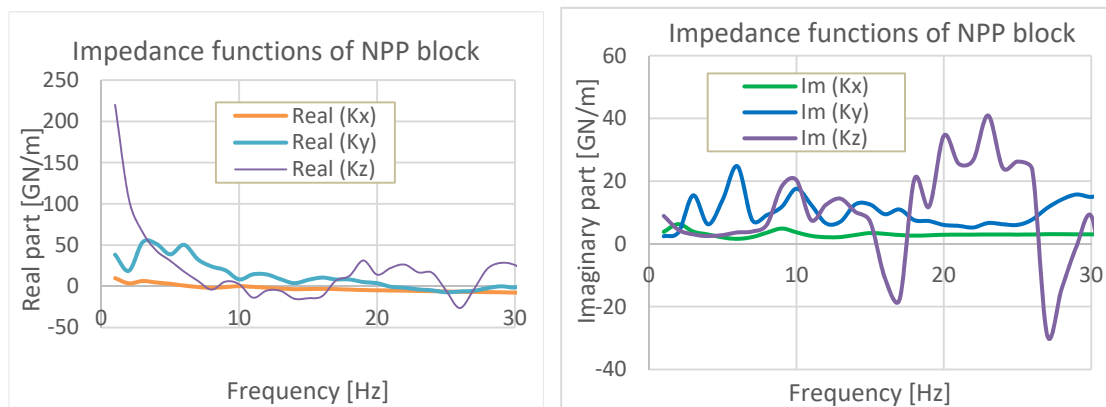 Impedance functions of NPP block
250
200
150
100
50
0
-50
0
10
20
30
Real part [GN/m]
Frequency [Hz]
Real (Kx)
Real (Ky)
Real (Kz)
Impedance functions of NPP block
60
40
20
0
-20
-40
0
10
20
30
Imaginary part [GN/m]
Frequency [Hz]
Im (Kx)
Im (Ky)
Im (Kz)